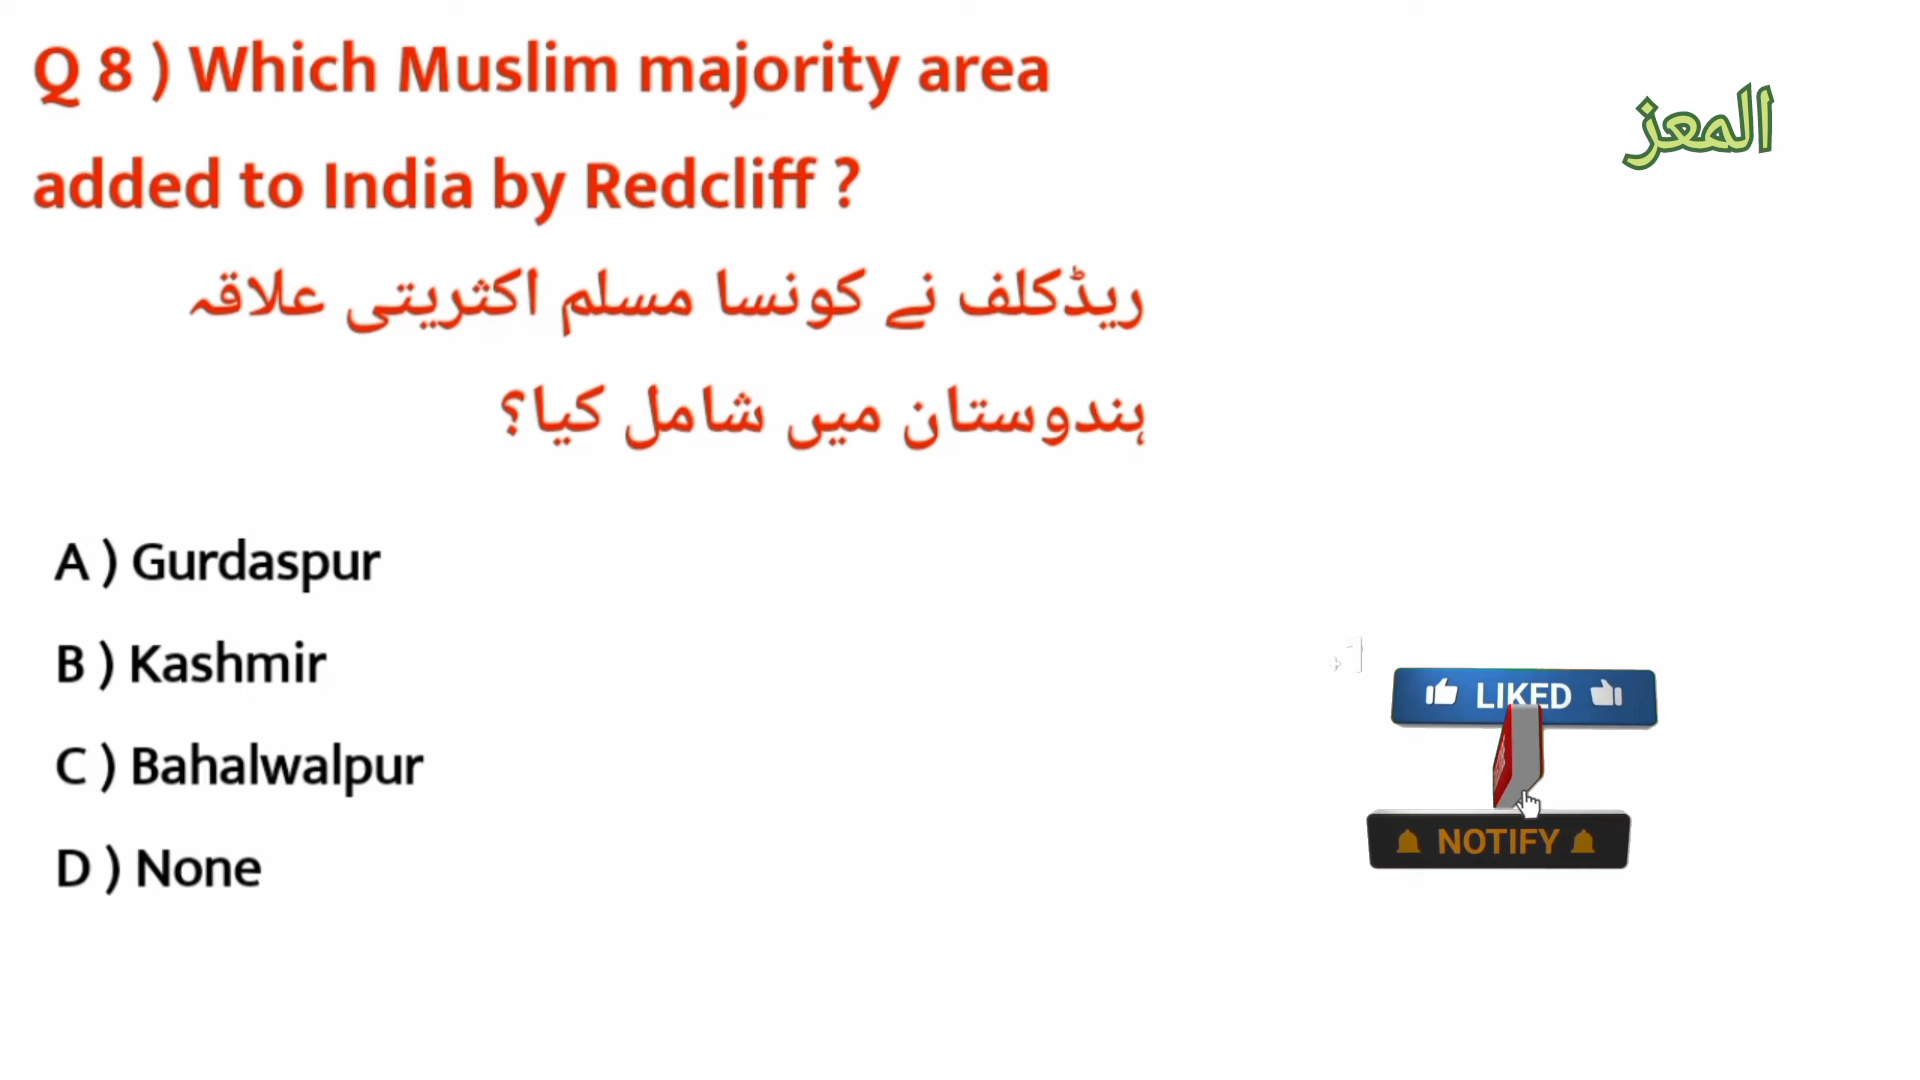 Q 8 ) Which Muslim majority area
added to India by Redcliff ?
ریڈکلف نے کونسا مسلم اکثریتی علاقہ
ہندوستان میں شامل کیا؟
A ) Gurdaspur
B ) Kashmir
C ) Bahalwalpur
D ) None
المعز
+1
LIKED
NOTIFY